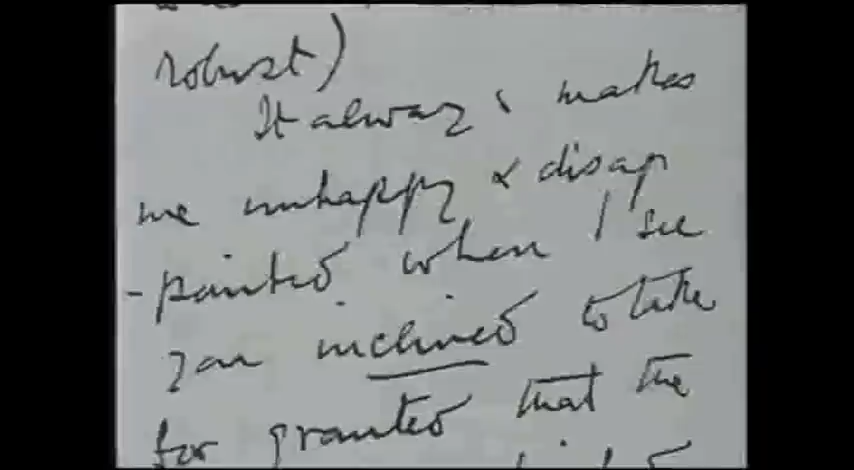 robust)
It always makes
me unhappy & disap
-pointed when I see
you inclined to take
for granted that the